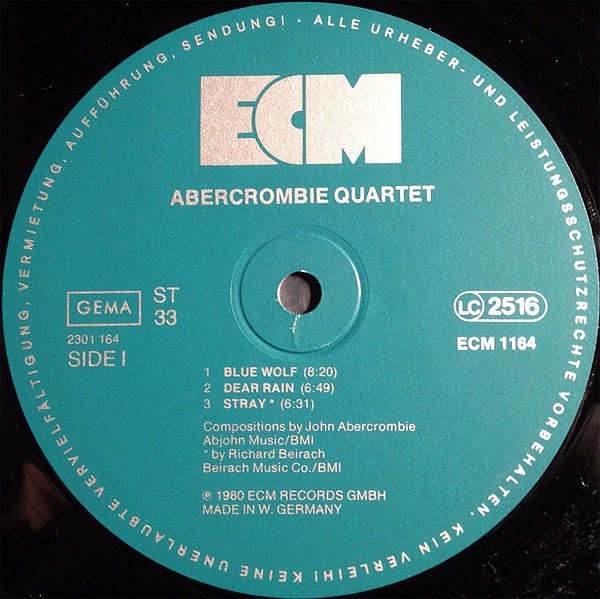 ALLE URHEBER- UND LEISTUNGSSCHUTZRECHTE VORBEHALTEN. KEIN VERLEIH! KEINE UNERLAUBTE VERVIELFÄLTIGUNG, VERMIETUNG, AUFFÜHRUNG, SENDUNG! ·
ECM
ABERCROMBIE QUARTET
GEMA
ST
33
2301 164
SIDE I
LC 2516
ECM 1164
1 BLUE WOLF (8:20)
2 DEAR RAIN (6:49)
3 STRAY * (6:31)
Compositions by John Abercrombie
Abjohn Music/BMI
* by Richard Beirach
Beirach Music Co./BMI
℗ 1980 ECM RECORDS GMBH
MADE IN W. GERMANY